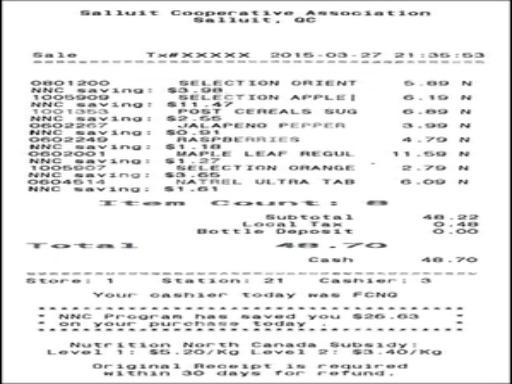 Salluit Cooperative Association
Salluit, QC
Sale Tx#XXXXX 2015-03-27 21:35:53
0801200 SELECTION ORIENT 5.89 N
NNC saving: $3.98
1005909 SELECTION APPLE| 6.19 N
NNC saving: $11.47
POST CEREALS SUG 6.89 N
NNC saving: $2.55
JALAPENO PEPPER 3.99 N
NNC saving: $0.91
0602249 RASPBERRIES 4.79 N
NNC saving: $1.18
0602001 MAPLE LEAF REGUL 11.59 N
NNC saving: $1.27
1005907 SELECTION ORANGE 2.79 N
NNC saving: $3.65
0604514 NATREL ULTRA TAB 6.09 N
NNC saving: $1.61
Item Count: 8
Subtotal 48.22
Local Tax 0.48
Bottle Deposit 0.00
Total 48.70
Cash 48.70
Store: 1 Station: 21 Cashier: 3
Your cashier today was FCNQ
* NNC Program has saved you $26.63 *
* on your purchase today. *
Nutrition North Canada Subsidy:
Level 1: $5.20/Kg Level 2: $3.40/Kg
Original Receipt is required
within 30 days for refund.